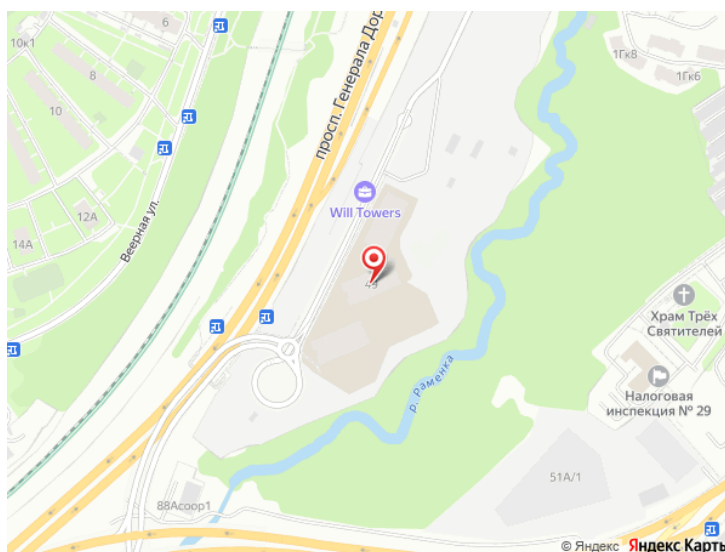 6
10к1
8
10
12А
14А
Веерная ул.
просп. Генерала Дор
Will Towers
49
р. Раменка
1Гк8
1Гк6
Храм Трёх
Святителей
Налоговая
инспекция № 29
51А/1
88Асоор1
© Яндекс Яндекс Карты